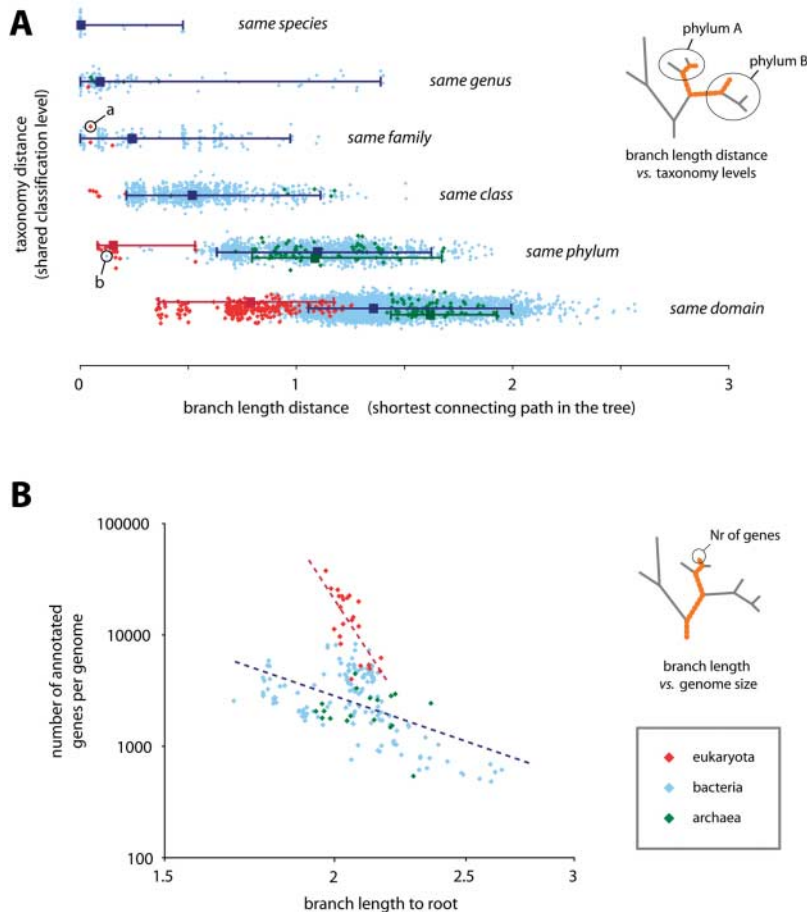 A
taxonomy distance
(shared classification level)
same species
same genus
a
same family
same class
same phylum
b
same domain
0
1
2
3
branch length distance (shortest connecting path in the tree)
phylum A
phylum B
branch length distance
vs. taxonomy levels
B
number of annotated
genes per genome
100000
10000
1000
100
1.5
2
2.5
3
branch length to root
Nr of genes
branch length
vs. genome size
eukaryota
bacteria
archaea